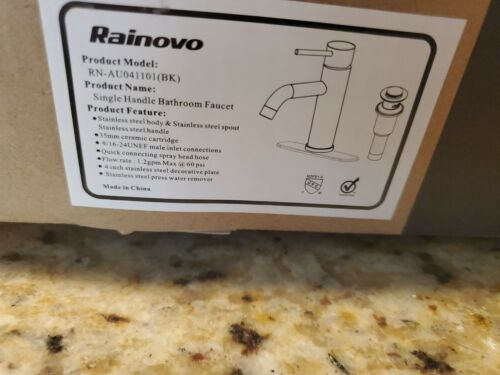 Rainovo
Product Model:
RN-AU041101(BK)
Product Name:
Single Handle Bathroom Faucet
Product Feature:
•Stainless steel body & Stainless steel spout
Stainless steel handle
•35mm ceramic cartridge
•9/16-24UNEF male inlet connections
•Quick connecting spray head hose
•Flow rate : 1.2gpm Max @ 60 psi
•4 inch stainless steel decorative plate
•Stainless steel press water remover
Made in China